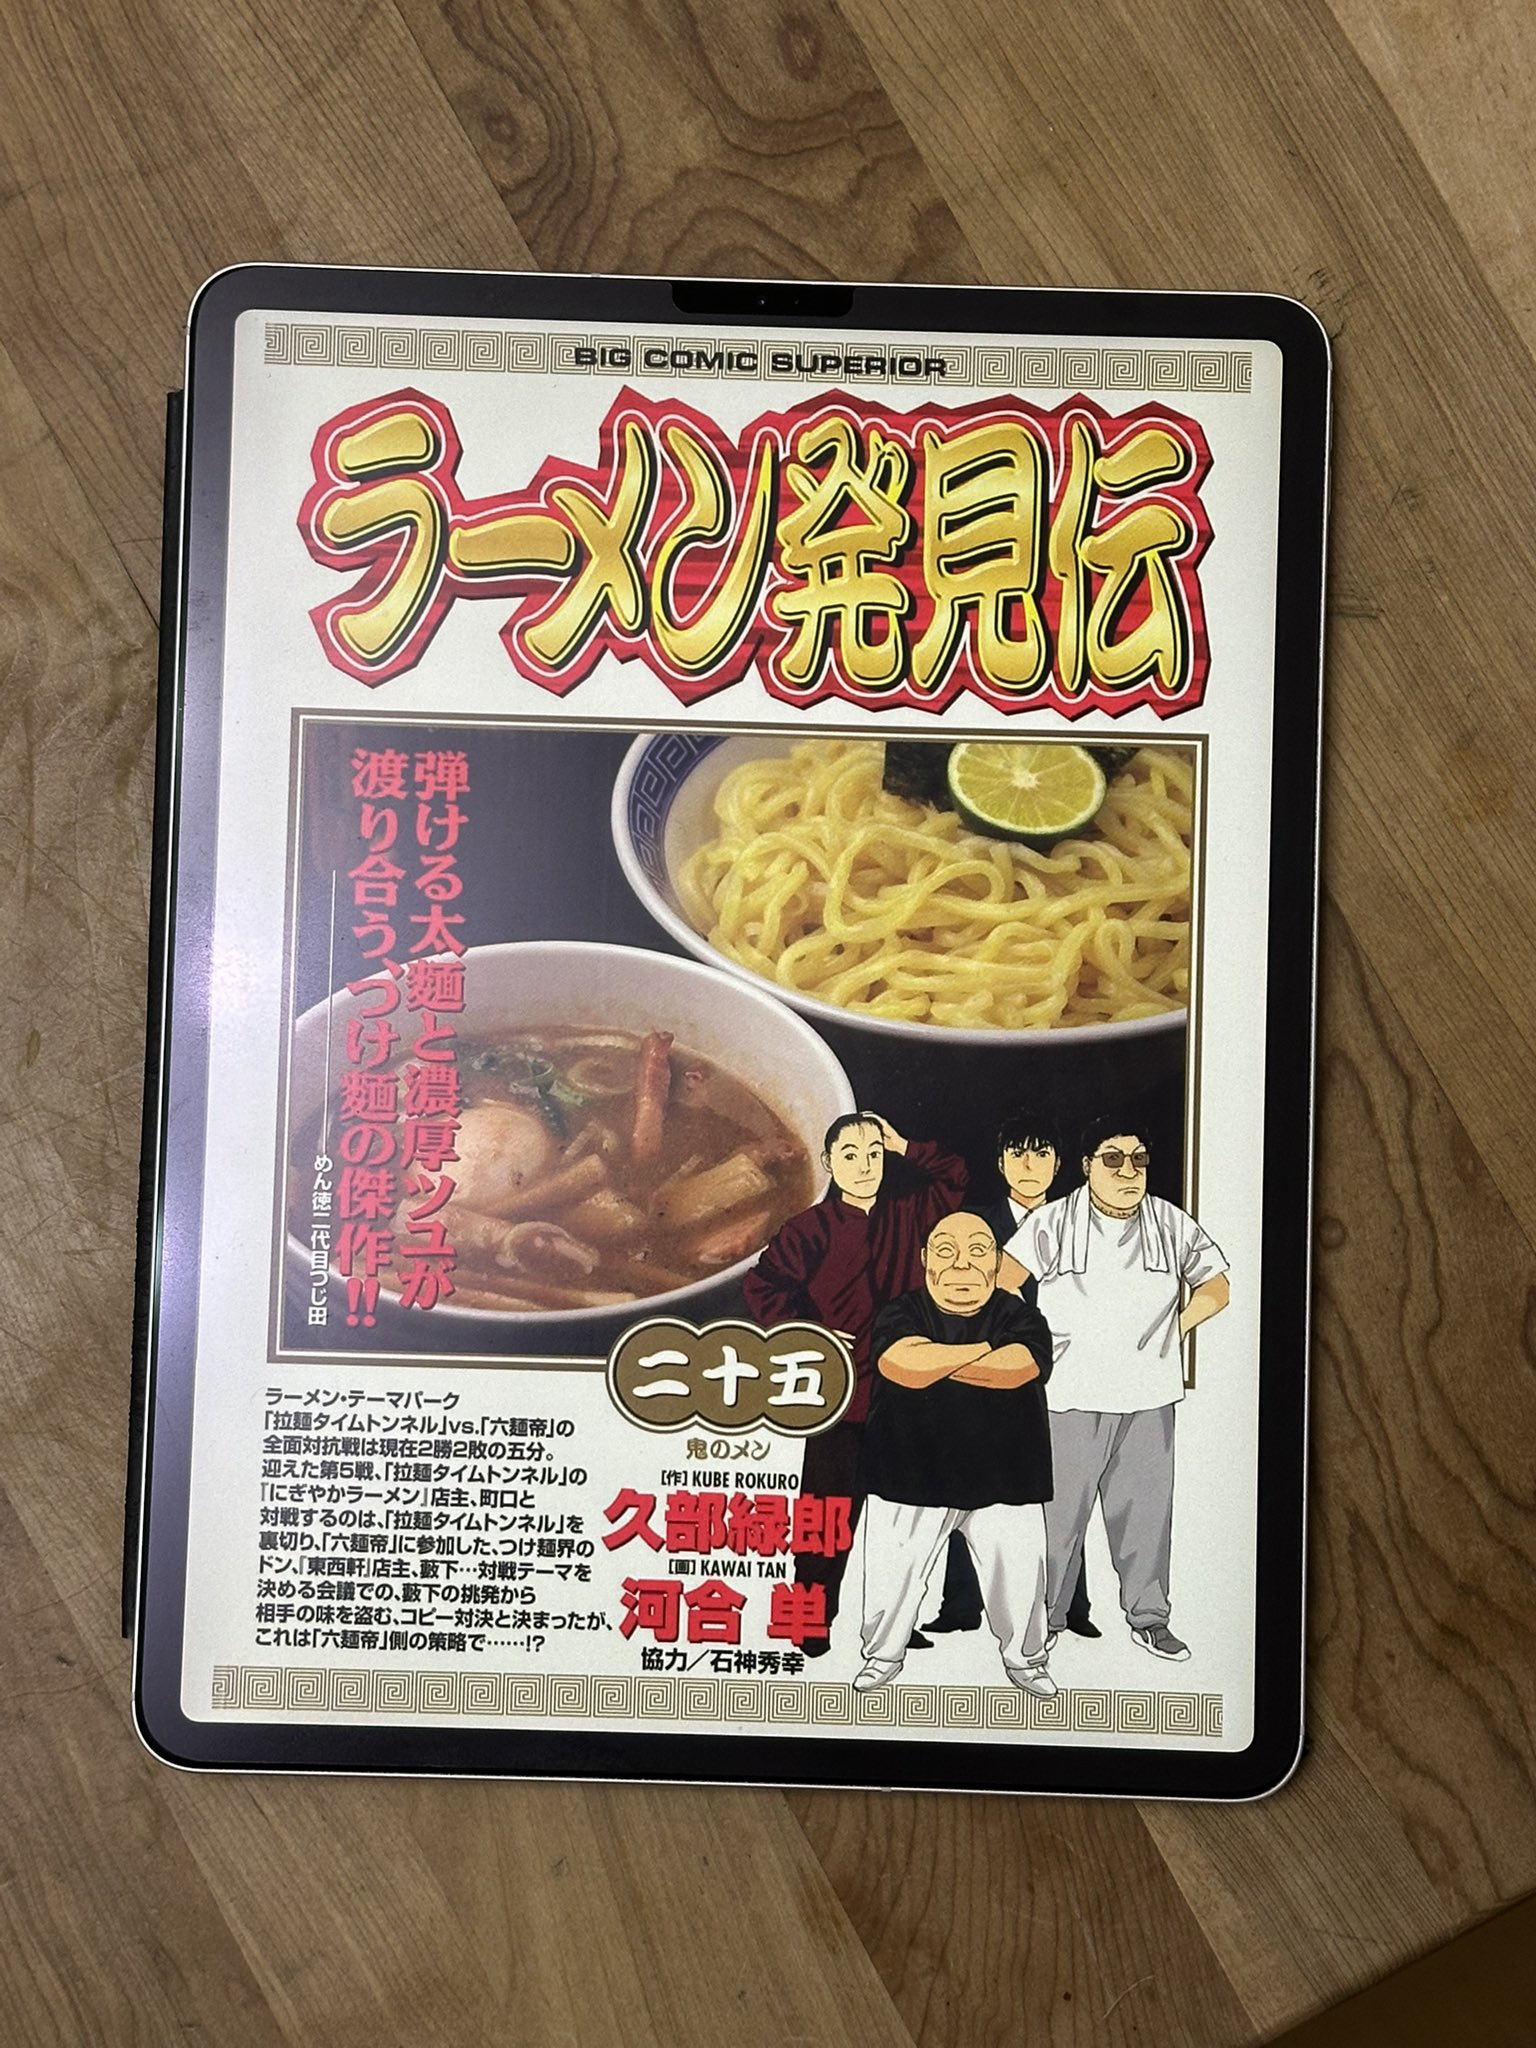 BIG COMIC SUPERIOR
ラーメン発見伝
弾ける太麺と濃厚ツユが
渡り合う、つけ麺の傑作!!
めん徳二代目つじ田
二十五
鬼のメン
[作] KUBE ROKURO
久部緑郎
[画] KAWAI TAN
河合 単
協力／石神秀幸
ラーメン・テーマパーク
「拉麺タイムトンネル」vs.「六麺帝」の
全面対抗戦は現在2勝2敗の五分。
迎えた第5戦、「拉麺タイムトンネル」の
『にぎやかラーメン』店主、町口と
対戦するのは、「拉麺タイムトンネル」を
裏切り、「六麺帝」に参加した、つけ麺界の
ドン、『東西軒』店主、藪下…対戦テーマを
決める会議での、藪下の挑発から
相手の味を盗む、コピー対決と決まったが、
これは「六麺帝」側の策略で……!?